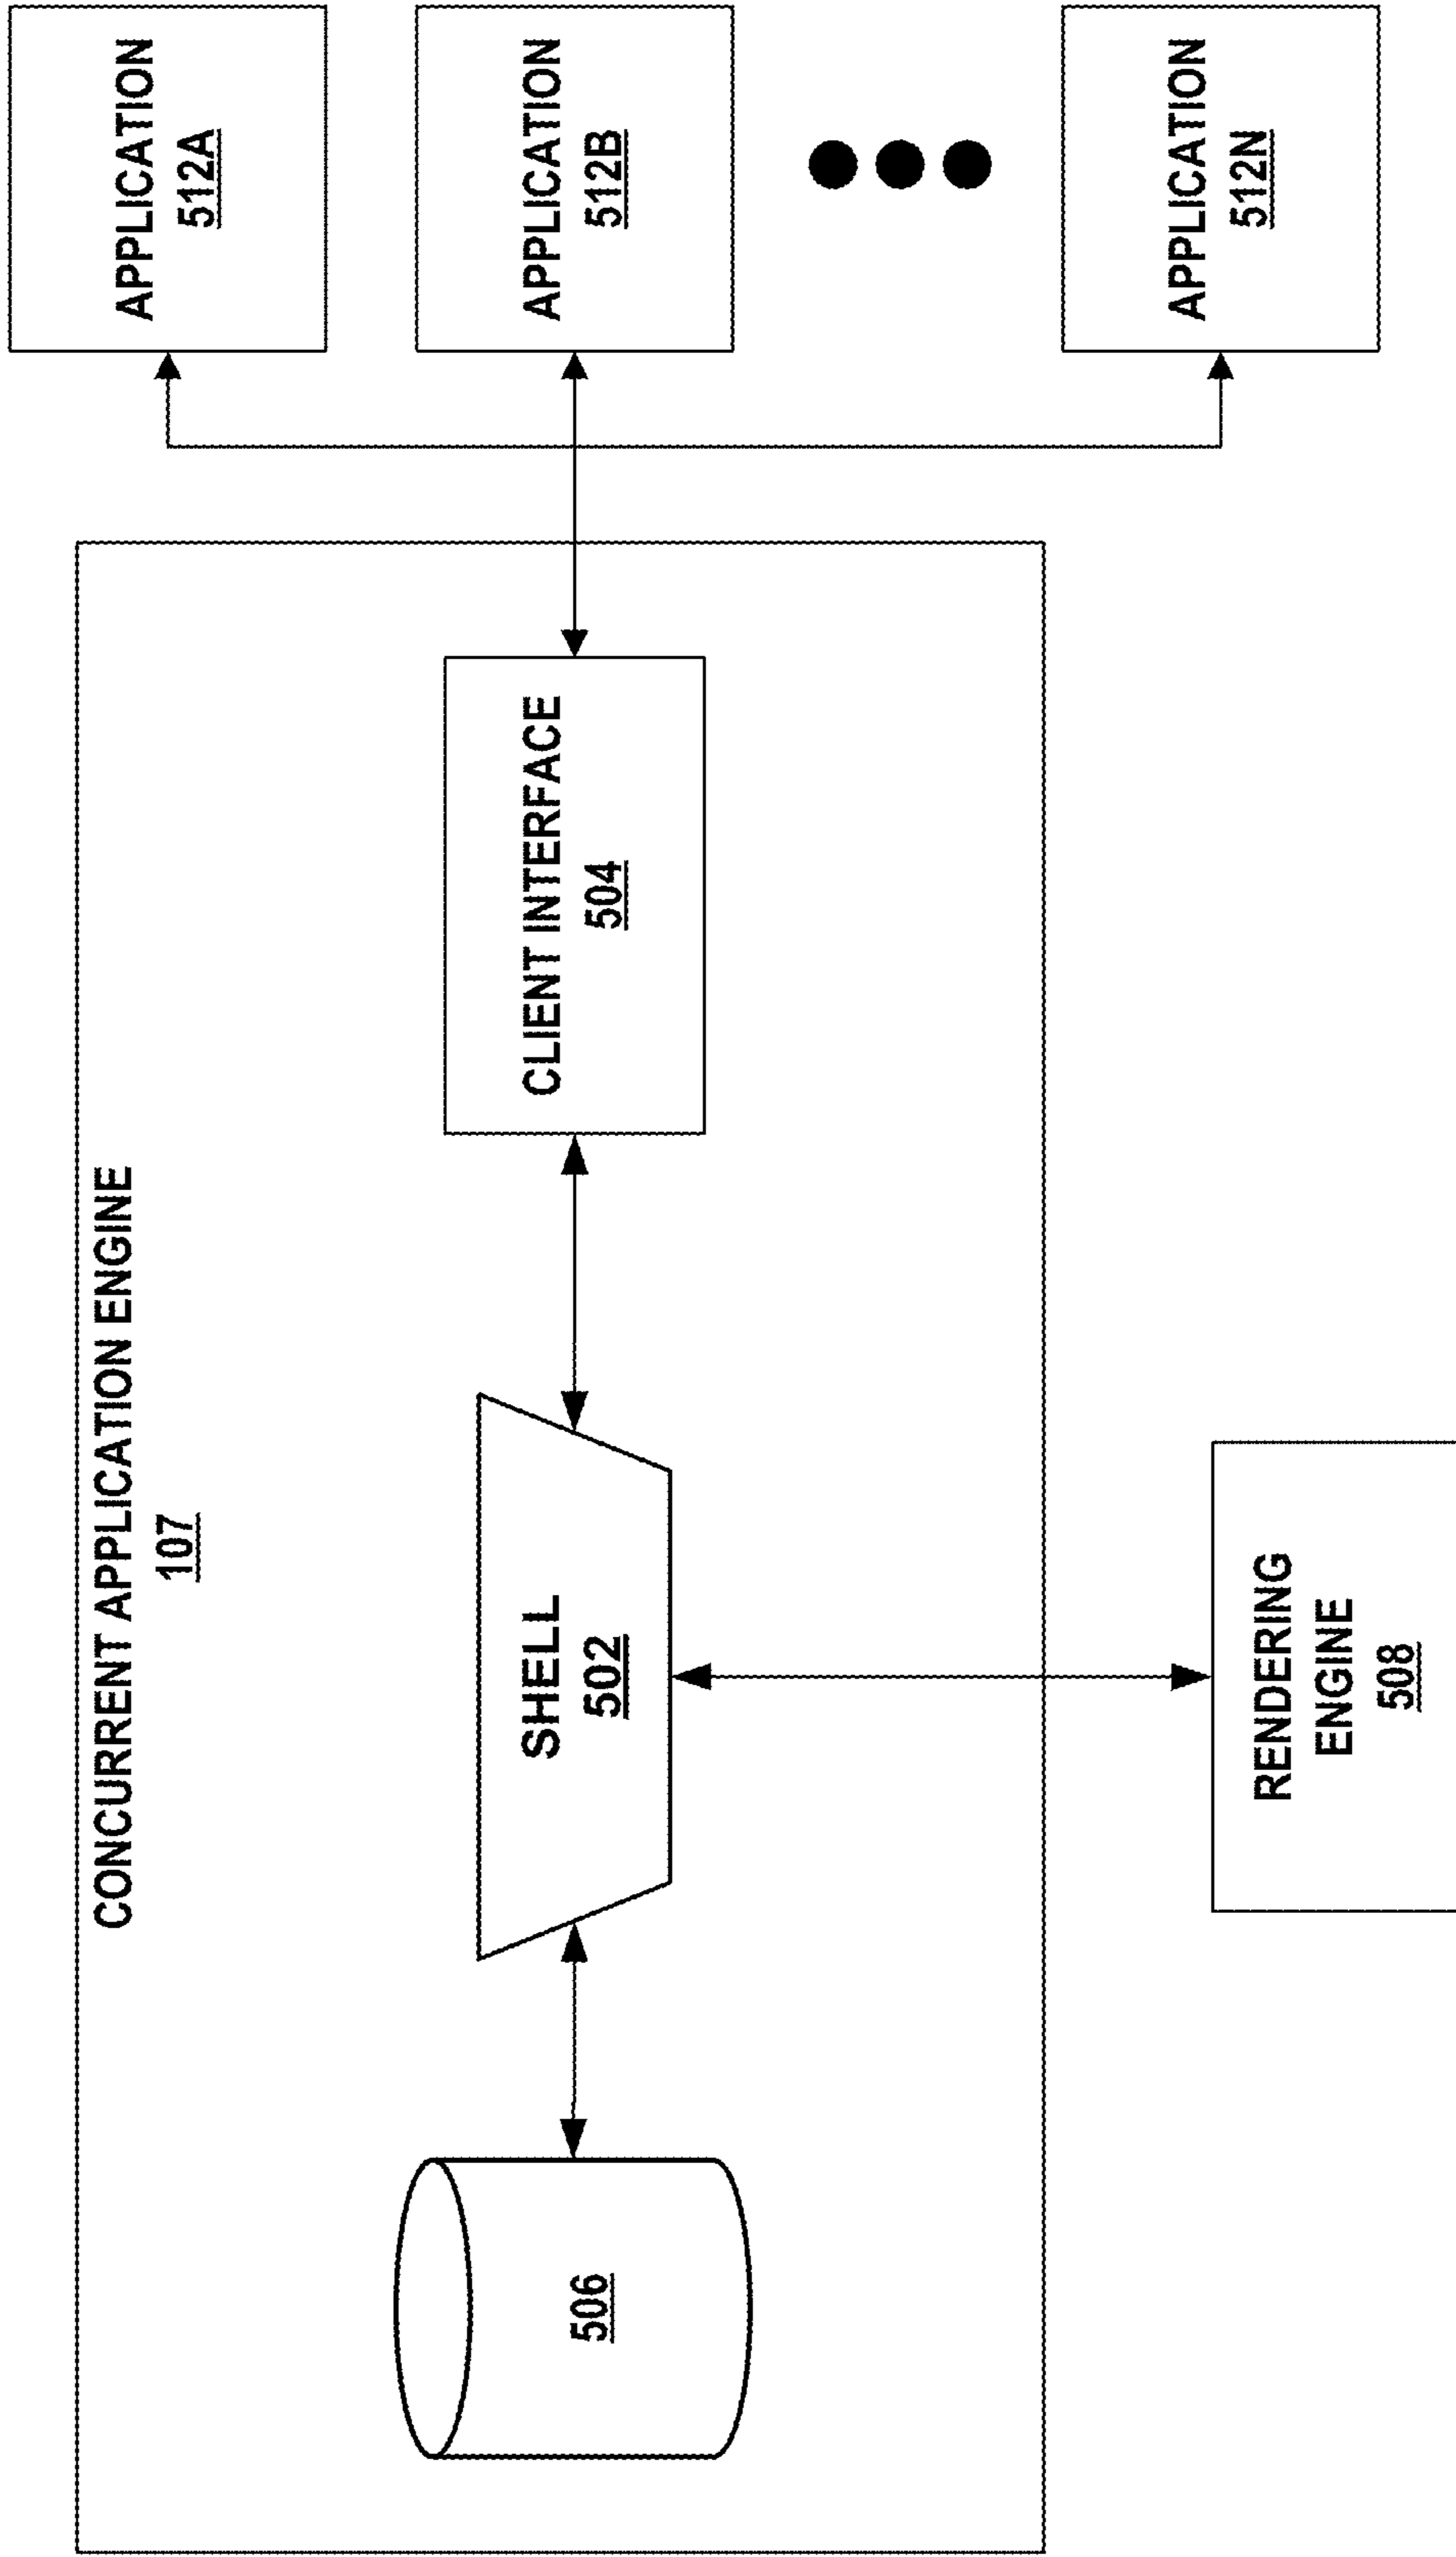 CONCURRENT APPLICATION ENGINE
107
506
SHELL
502
CLIENT INTERFACE
504
APPLICATION
512A
APPLICATION
512B
APPLICATION
512N
RENDERING
ENGINE
508